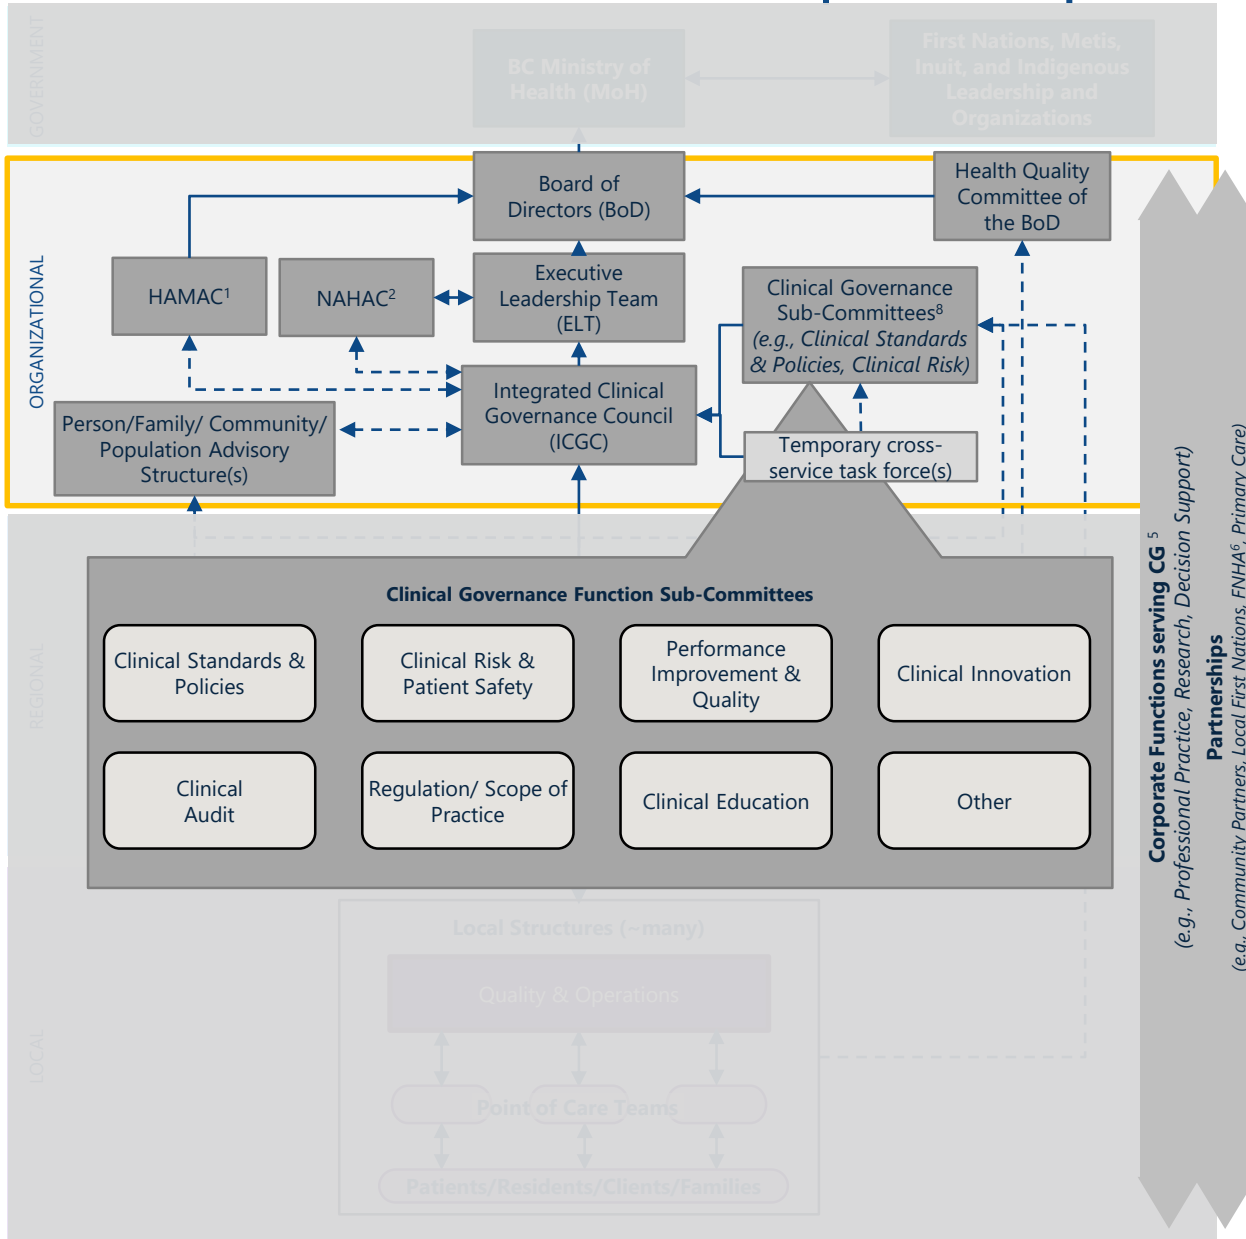 GOVERNMENT
BC Ministry of
Health (MoH)
First Nations, Metis,
Inuit, and Indigenous
Leadership and
Organizations
ORGANIZATIONAL
Board of
Directors (BoD)
Health Quality
Committee of
the BoD
HAMAC¹
NAHAC²
Executive
Leadership Team
(ELT)
Clinical Governance
Sub-Committees⁸
(e.g., Clinical Standards
& Policies, Clinical Risk)
Integrated Clinical
Governance Council
(ICGC)
Person/Family/ Community/
Population Advisory
Structure(s)
Temporary cross-
service task force(s)
REGIONAL
Clinical Governance Function Sub-Committees
Clinical Standards &
Policies
Clinical Risk &
Patient Safety
Performance
Improvement &
Quality
Clinical Innovation
Clinical
Audit
Regulation/ Scope of
Practice
Clinical Education
Other
LOCAL
Local Structures (~many)
Quality & Operations
Point of Care Teams
Patients/Residents/Clients/Families
Corporate Functions serving CG ⁵
(e.g., Professional Practice, Research, Decision Support)
Partnerships
(e.g., Community Partners, Local First Nations, FNHA⁶, Primary Care)